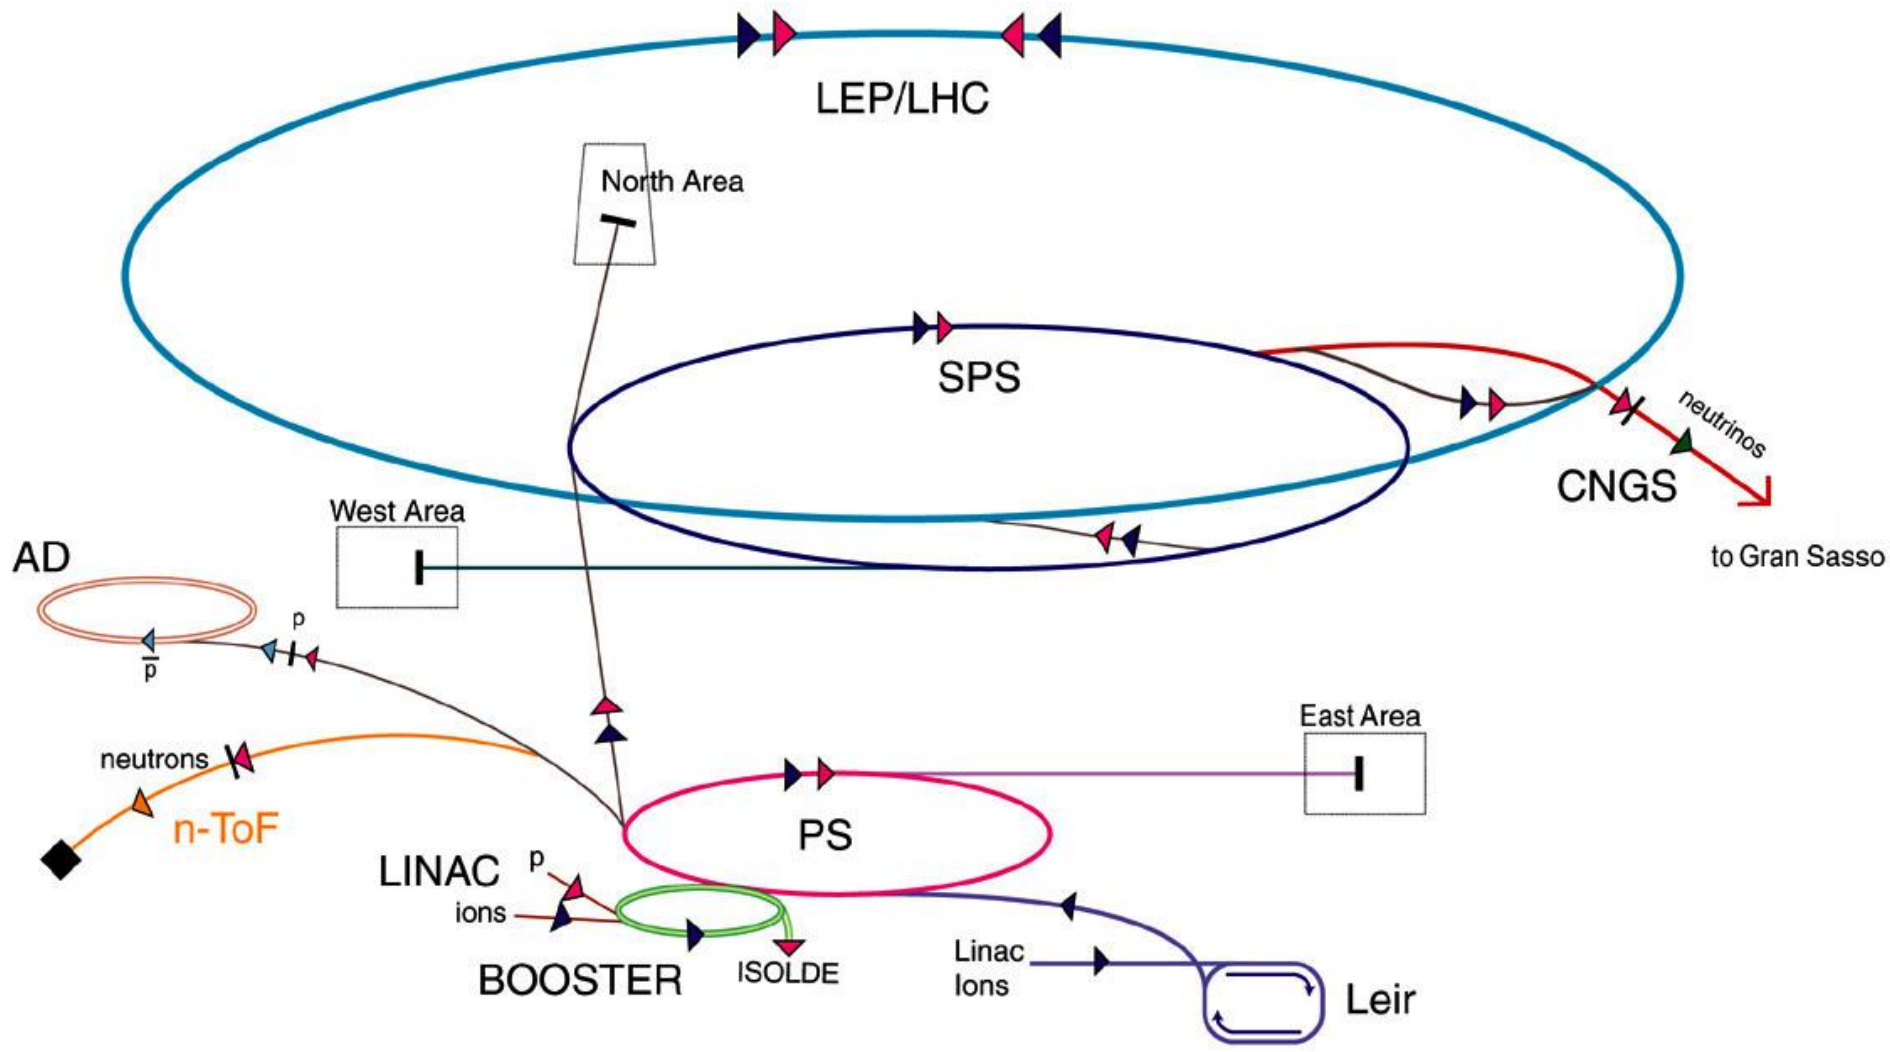 LEP/LHC
North Area
SPS
neutrinos
CNGS
West Area
to Gran Sasso
AD
p
p̅
East Area
neutrons
n-ToF
PS
LINAC
p
ions
BOOSTER
ISOLDE
Linac
Ions
Leir